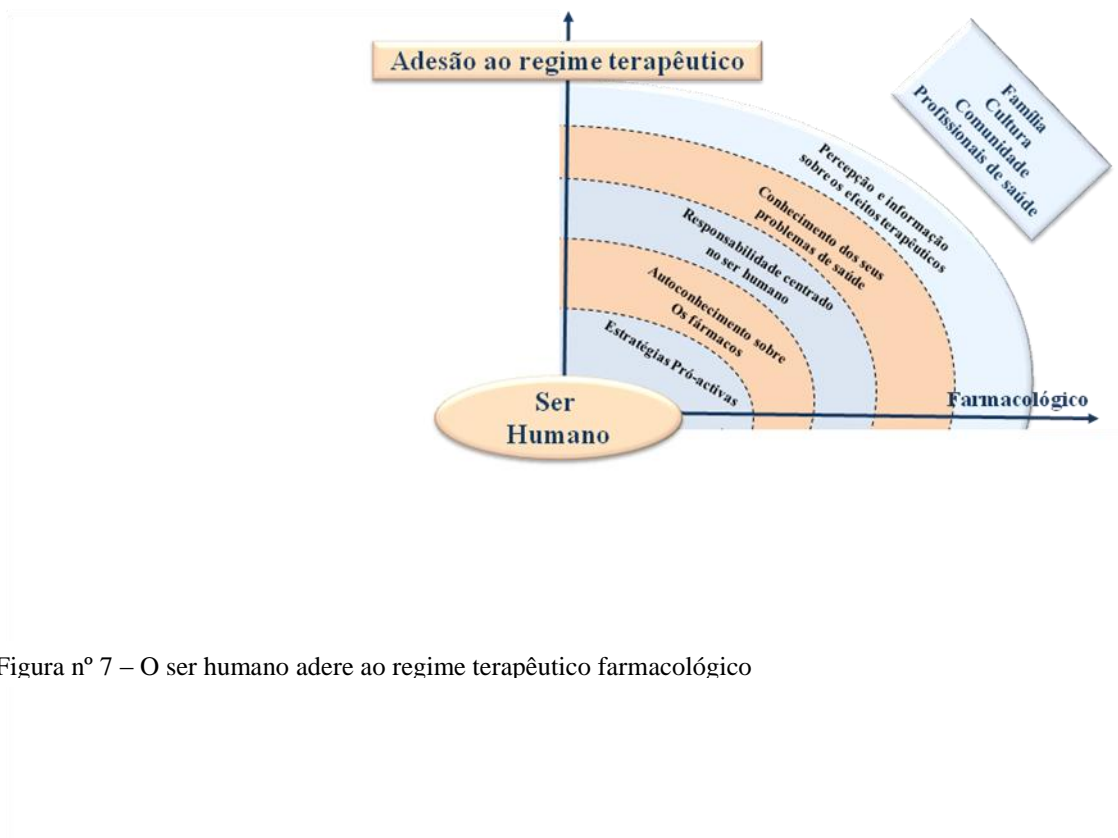 Adesão ao regime terapêutico
Família
Cultura
Comunidade
Profissionais de saúde
Percepção e informação
sobre os efeitos terapêuticos
Conhecimento dos seus
problemas de saúde
Responsabilidade centrado
no ser humano
Autoconhecimento sobre
Os fármacos
Estratégias Pró-activas
Farmacológico
Ser
Humano
Figura nº 7 – O ser humano adere ao regime terapêutico farmacológico